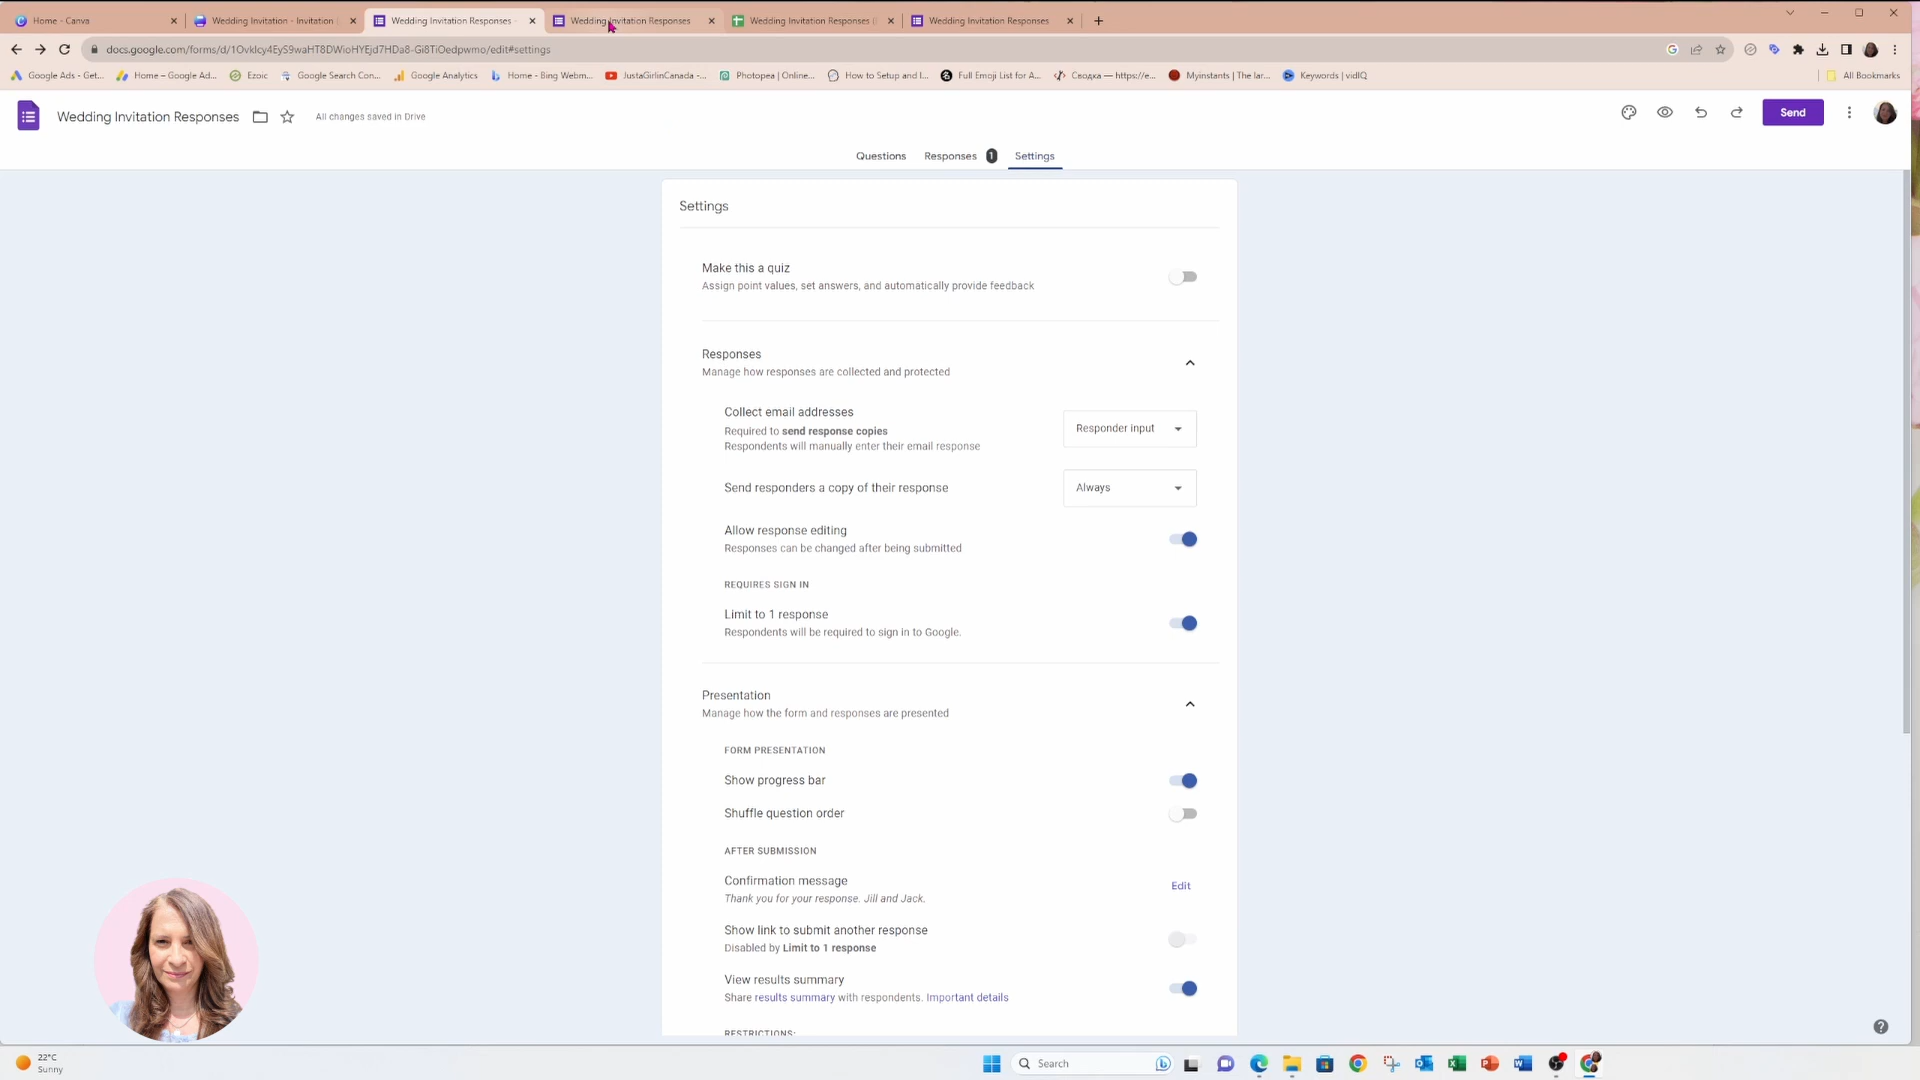 Home - Canva
Wedding Invitation - Invitation
Wedding Invitation Responses -
Wedding Invitation Responses
Wedding Invitation Responses (
Wedding Invitation Responses
docs.google.com/forms/d/1OvkIcy4EyS9waHT8DWioHYEjd7HDa8-Gi8TiOedpwmo/edit#settings
Google Ads - Get...
Home – Google Ad...
Ezoic
Google Search Con...
Google Analytics
Home - Bing Webm...
JustaGirlinCanada -...
Photopea | Online...
How to Setup and I...
Full Emoji List for A...
Сводка — https://e...
Myinstants | The lar...
Keywords | vidIQ
All Bookmarks
Wedding Invitation Responses
All changes saved in Drive
Send
Questions
Responses 1
Settings
Settings
Make this a quiz
Assign point values, set answers, and automatically provide feedback
Responses
Manage how responses are collected and protected
Collect email addresses
Required to send response copies
Respondents will manually enter their email response
Responder input
Send responders a copy of their response
Always
Allow response editing
Responses can be changed after being submitted
REQUIRES SIGN IN
Limit to 1 response
Respondents will be required to sign in to Google.
Presentation
Manage how the form and responses are presented
FORM PRESENTATION
Show progress bar
Shuffle question order
AFTER SUBMISSION
Confirmation message
Thank you for your response. Jill and Jack.
Edit
Show link to submit another response
Disabled by Limit to 1 response
View results summary
Share results summary with respondents. Important details
RESTRICTIONS:
22°C
Sunny
Search